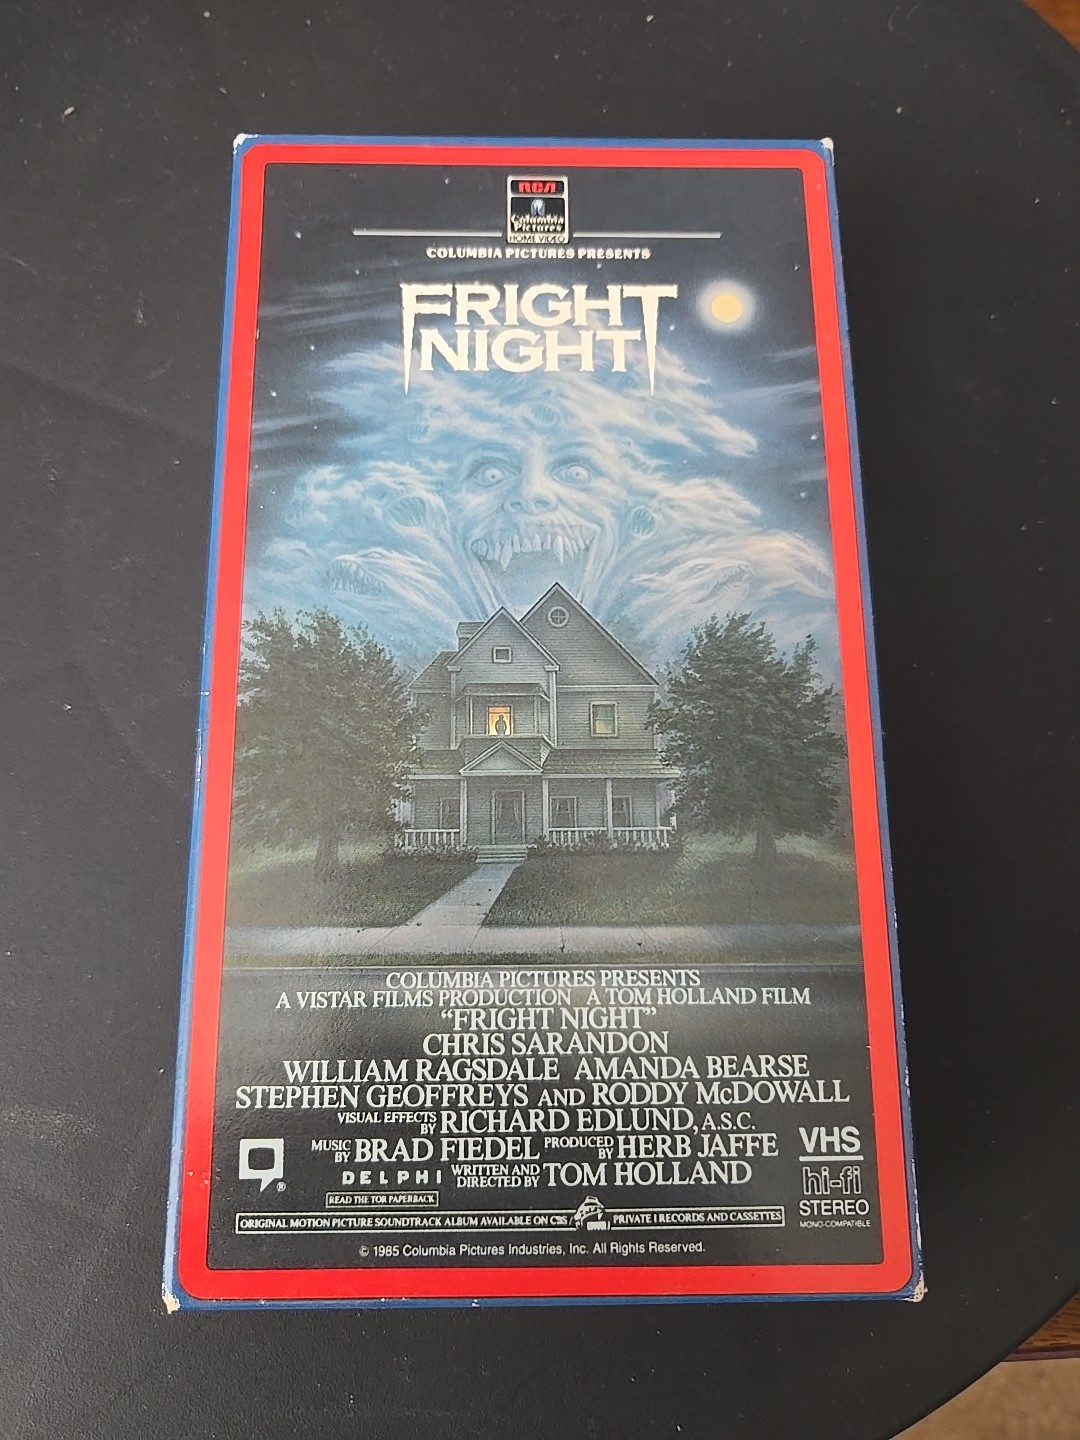 RCA
Columbia
Pictures
HOME VIDEO
COLUMBIA PICTURES PRESENTS
FRIGHT
NIGHT
COLUMBIA PICTURES PRESENTS
A VISTAR FILMS PRODUCTION A TOM HOLLAND FILM
“FRIGHT NIGHT”
CHRIS SARANDON
WILLIAM RAGSDALE AMANDA BEARSE
STEPHEN GEOFFREYS AND RODDY McDOWALL
VISUAL EFFECTS BY RICHARD EDLUND, A.S.C.
MUSIC BY BRAD FIEDEL PRODUCED BY HERB JAFFE
DELPHI WRITTEN AND DIRECTED BY TOM HOLLAND
®
READ THE TOR PAPERBACK
ORIGINAL MOTION PICTURE SOUNDTRACK ALBUM AVAILABLE ON CBS/ PRIVATE I RECORDS AND CASSETTES
VHS
hi-fi
STEREO
MONO-COMPATIBLE
© 1985 Columbia Pictures Industries, Inc. All Rights Reserved.